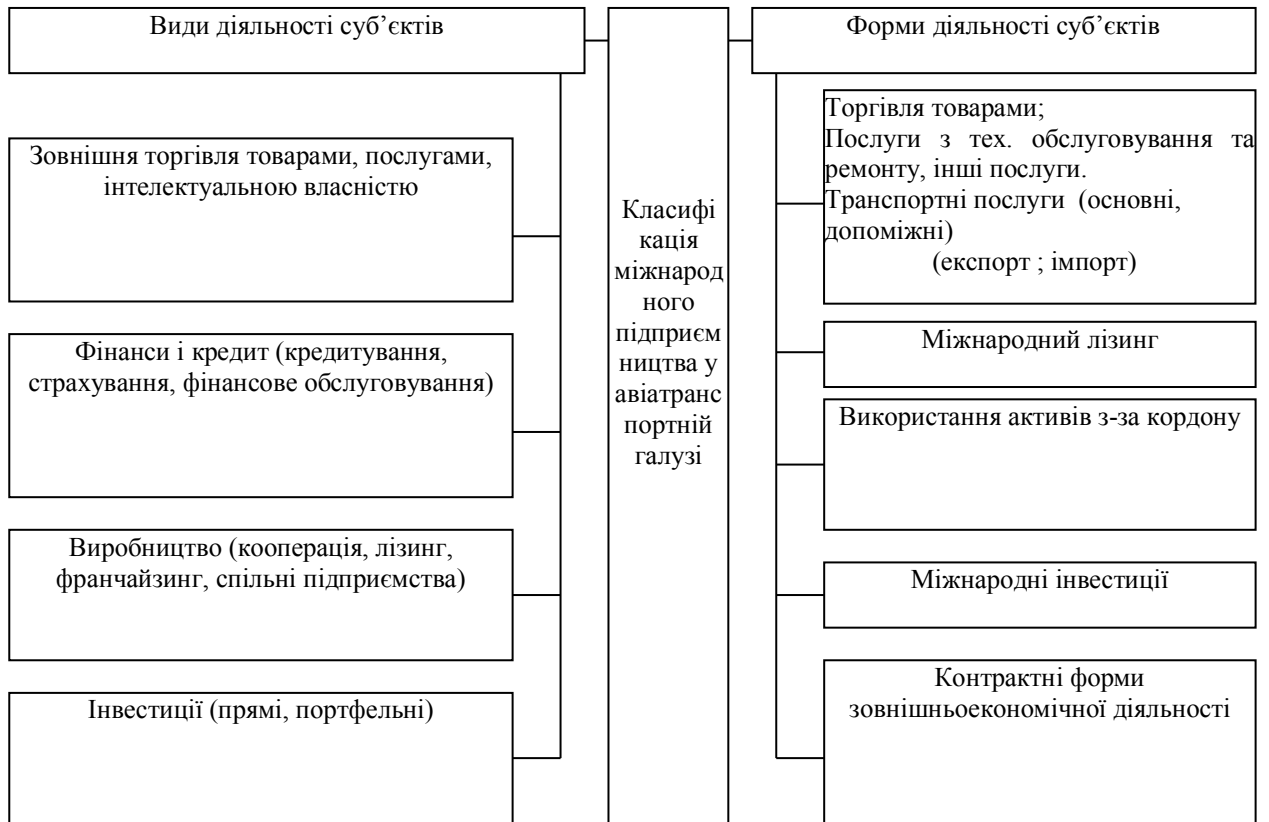 Види діяльності суб’єктів
Зовнішня торгівля товарами, послугами,
інтелектуальною власністю
Фінанси і кредит (кредитування,
страхування, фінансове обслуговування)
Виробництво (кооперація, лізинг,
франчайзинг, спільні підприємства)
Інвестиції (прямі, портфельні)
Класифі
кація
міжнарод
ного
підприєм
ництва у
авіатранс
портній
галузі
Форми діяльності суб’єктів
Торгівля товарами;
Послуги з тех. обслуговування та
ремонту, інші послуги.
Транспортні послуги (основні,
допоміжні)
(експорт ; імпорт)
Міжнародний лізинг
Використання активів з-за кордону
Міжнародні інвестиції
Контрактні форми
зовнішньоекономічної діяльності